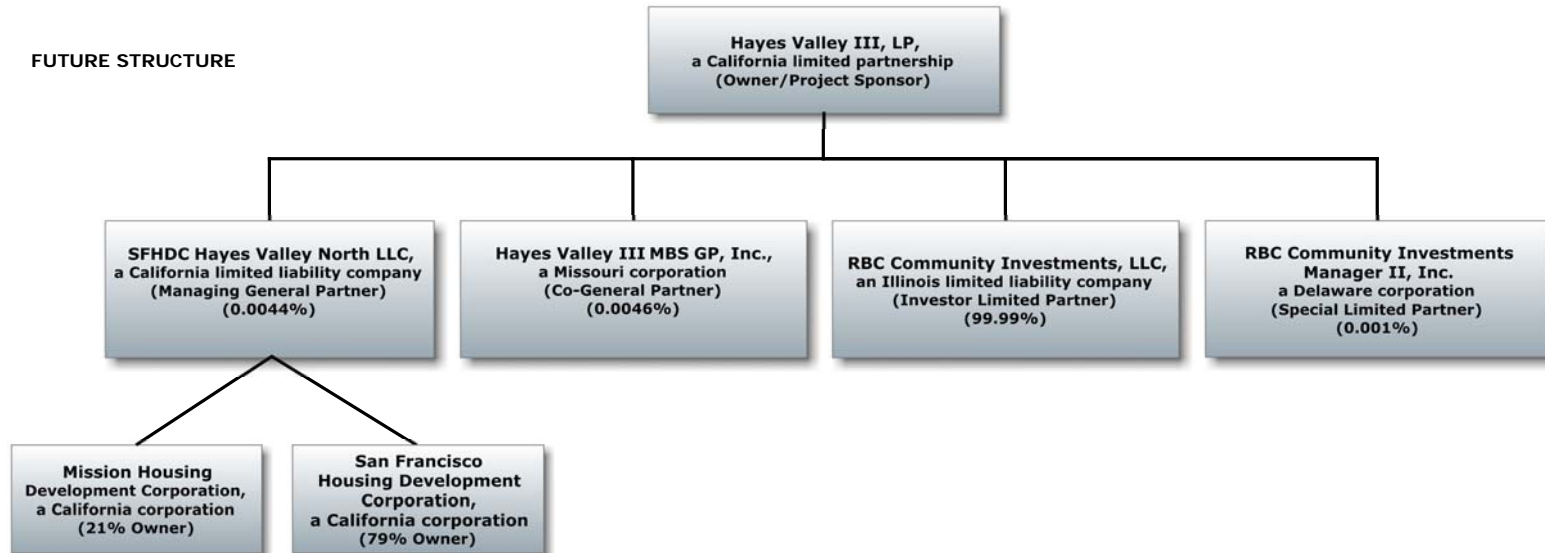 FUTURE STRUCTURE
Hayes Valley III, LP,
a California limited partnership
(Owner/Project Sponsor)
SFHDC Hayes Valley North LLC,
a California limited liability company
(Managing General Partner)
(0.0044%)
Hayes Valley III MBS GP, Inc.,
a Missouri corporation
(Co-General Partner)
(0.0046%)
RBC Community Investments, LLC,
an Illinois limited liability company
(Investor Limited Partner)
(99.99%)
RBC Community Investments
Manager II, Inc.
a Delaware corporation
(Special Limited Partner)
(0.001%)
Mission Housing
Development Corporation,
a California corporation
(21% Owner)
San Francisco
Housing Development
Corporation,
a California corporation
(79% Owner)